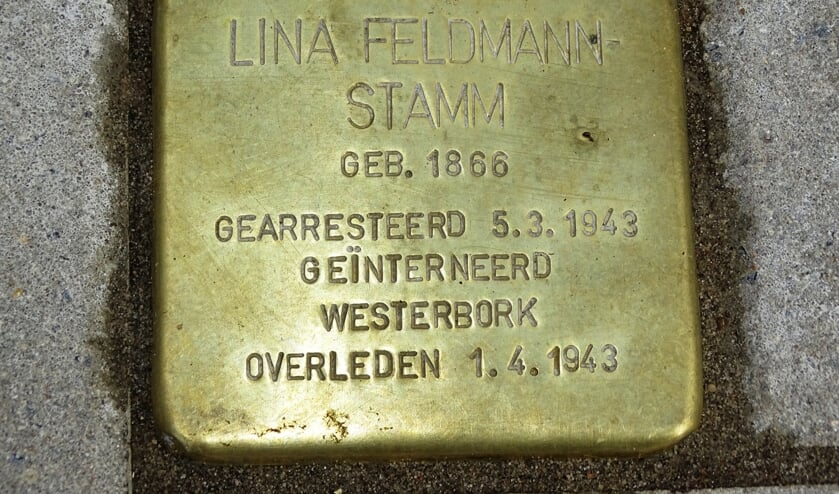 LINA FELDMANN-
STAMM
GEB. 1866
GEARRESTEERD 5.3.1943
GEÏNTERNEERD
WESTERBORK
OVERLEDEN 1.4.1943